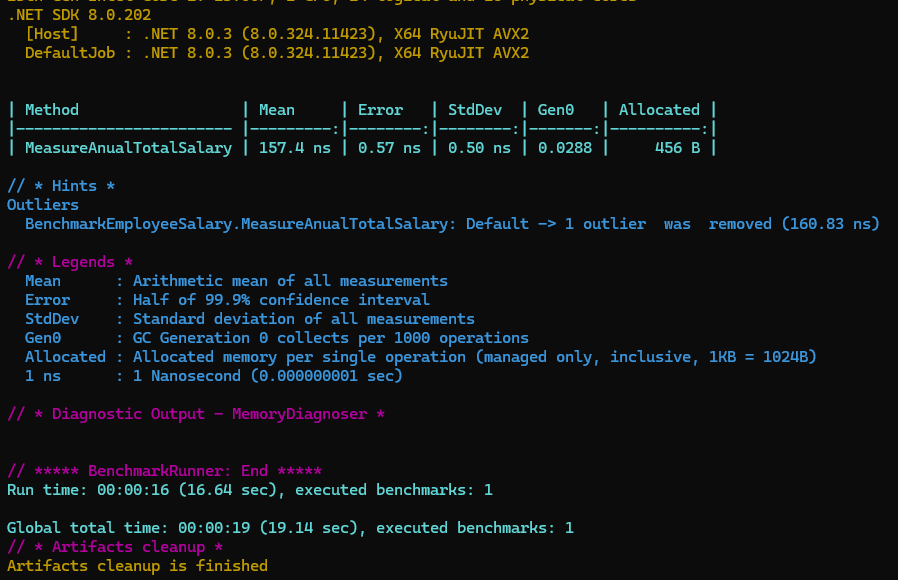 .NET SDK 8.0.202
[Host]     : .NET 8.0.3 (8.0.324.11423), X64 RyuJIT AVX2
DefaultJob : .NET 8.0.3 (8.0.324.11423), X64 RyuJIT AVX2
| Method                 | Mean     | Error   | StdDev  | Gen0   | Allocated |
|----------------------- |---------:|--------:|--------:|-------:|----------:|
| MeasureAnualTotalSalary | 157.4 ns | 0.57 ns | 0.50 ns | 0.0288 |     456 B |
// * Hints *
Outliers
BenchmarkEmployeeSalary.MeasureAnualTotalSalary: Default -> 1 outlier  was  removed (160.83 ns)
// * Legends *
Mean      : Arithmetic mean of all measurements
Error     : Half of 99.9% confidence interval
StdDev    : Standard deviation of all measurements
Gen0      : GC Generation 0 collects per 1000 operations
Allocated : Allocated memory per single operation (managed only, inclusive, 1KB = 1024B)
1 ns      : 1 Nanosecond (0.000000001 sec)
// * Diagnostic Output - MemoryDiagnoser *
// ***** BenchmarkRunner: End *****
Run time: 00:00:16 (16.64 sec), executed benchmarks: 1
Global total time: 00:00:19 (19.14 sec), executed benchmarks: 1
// * Artifacts cleanup *
Artifacts cleanup is finished